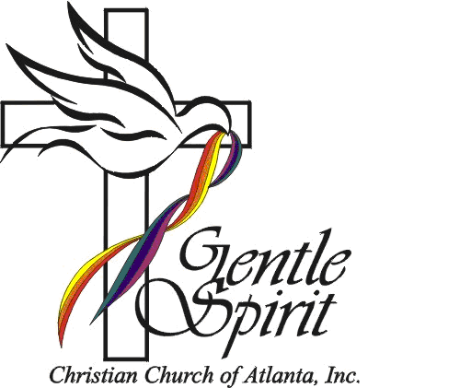 Gentle
Spirit
Christian Church of Atlanta, Inc.